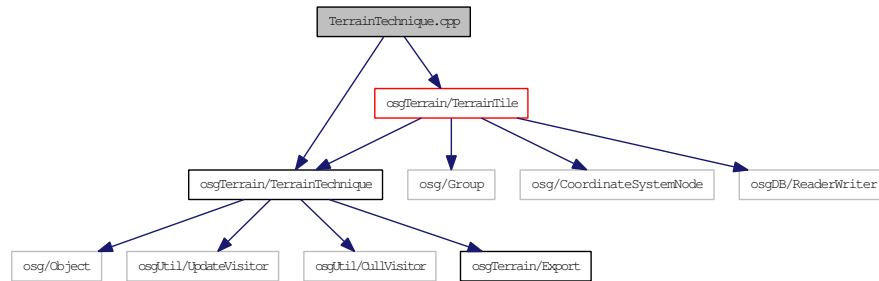 TerrainTechnique.cpp
osgTerrain/TerrainTile
osgTerrain/TerrainTechnique
osg/Group
osg/CoordinateSystemNode
osgDB/ReaderWriter
osg/Object
osgUtil/UpdateVisitor
osgUtil/CullVisitor
osgTerrain/Export